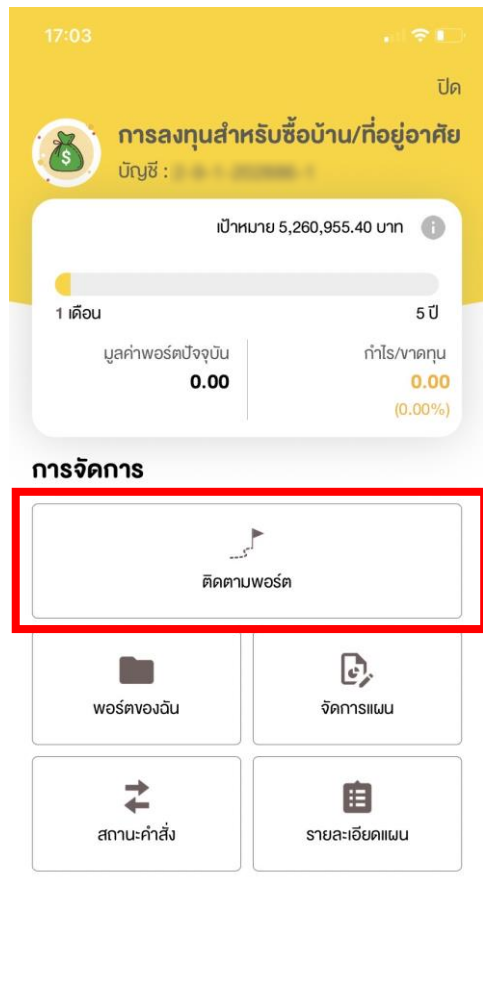 17:03
ปิด
การลงทุนสำหรับซื้อบ้าน/ที่อยู่อาศัย
บัญชี :
เป้าหมาย 5,260,955.40 บาท
1 เดือน 5 ปี
มูลค่าพอร์ตปัจจุบัน กำไร/ขาดทุน
0.00 0.00
(0.00%)
การจัดการ
ติดตามพอร์ต
พอร์ตของฉัน จัดการแผน
สถานะคำสั่ง รายละเอียดแผน